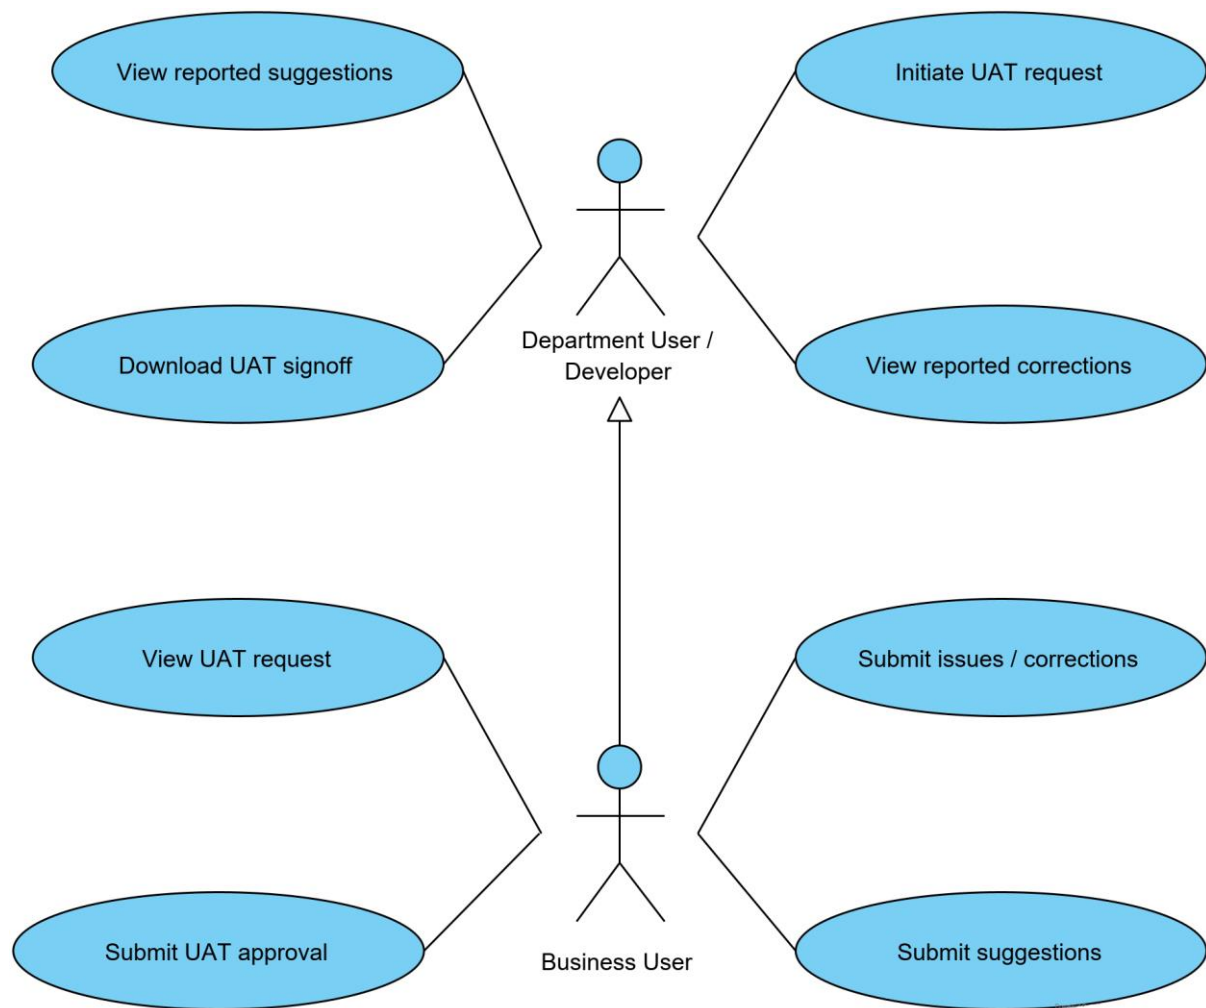 View reported suggestions
Initiate UAT request
Download UAT signoff
Department User /
Developer
View reported corrections
View UAT request
Submit issues / corrections
Submit UAT approval
Business User
Submit suggestions